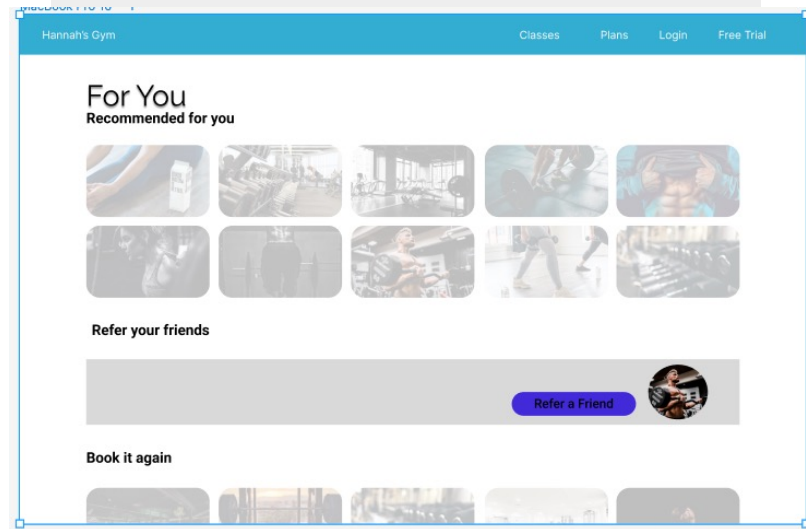 Hannah's Gym Classes Plans Login Free Trial
For You
Recommended for you
Refer your friends
Refer a Friend
Book it again